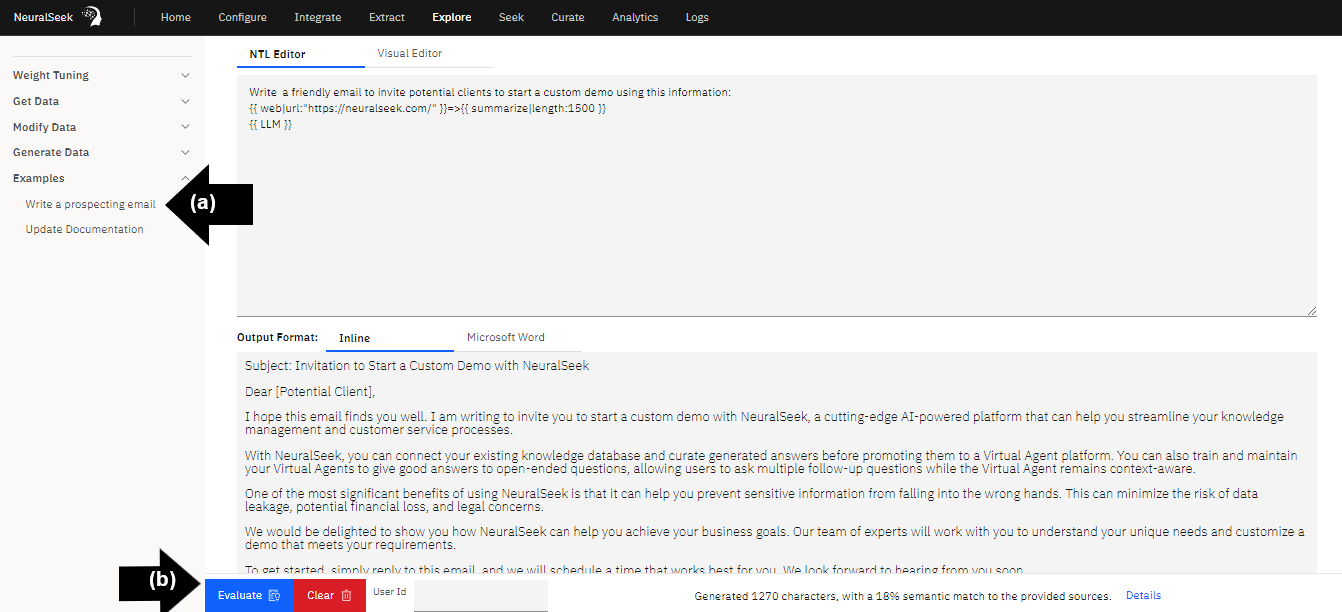 NeuralSeek Home Configure Integrate Extract Explore Seek Curate Analytics Logs
NTL Editor Visual Editor
Weight Tuning
Get Data
Modify Data
Generate Data
Examples
Write a prospecting email
Update Documentation
(a)
Write a friendly email to invite potential clients to start a custom demo using this information:
{{ web|url:"https://neuralseek.com/" }}=>{{ summarize|length:1500 }}
{{ LLM }}
Output Format: Inline Microsoft Word
Subject: Invitation to Start a Custom Demo with NeuralSeek
Dear [Potential Client],
I hope this email finds you well. I am writing to invite you to start a custom demo with NeuralSeek, a cutting-edge AI-powered platform that can help you streamline your knowledge
management and customer service processes.
With NeuralSeek, you can connect your existing knowledge database and curate generated answers before promoting them to a Virtual Agent platform. You can also train and maintain
your Virtual Agents to give good answers to open-ended questions, allowing users to ask multiple follow-up questions while the Virtual Agent remains context-aware.
One of the most significant benefits of using NeuralSeek is that it can help you prevent sensitive information from falling into the wrong hands. This can minimize the risk of data
leakage, potential financial loss, and legal concerns.
We would be delighted to show you how NeuralSeek can help you achieve your business goals. Our team of experts will work with you to understand your unique needs and customize a
demo that meets your requirements.
To get started, simply reply to this email, and we will schedule a time that works best for you. We look forward to hearing from you soon.
(b)
Evaluate Clear User Id Generated 1270 characters, with a 18% semantic match to the provided sources. Details